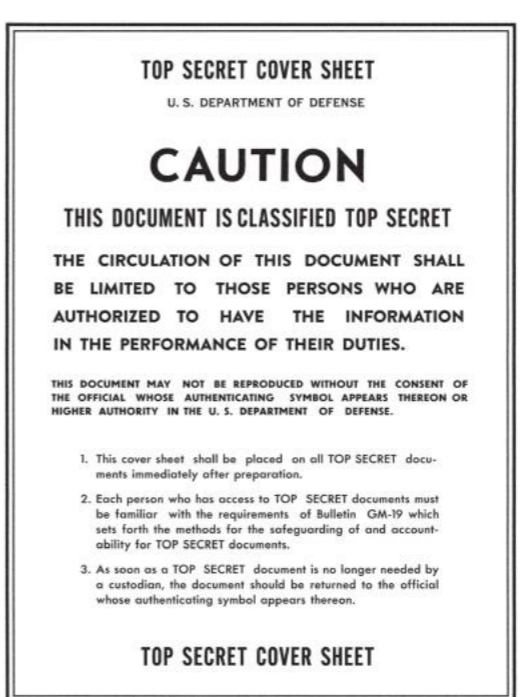 TOP SECRET COVER SHEET
U. S. DEPARTMENT OF DEFENSE
CAUTION
THIS DOCUMENT IS CLASSIFIED TOP SECRET
THE CIRCULATION OF THIS DOCUMENT SHALL
BE LIMITED TO THOSE PERSONS WHO ARE
AUTHORIZED TO HAVE THE INFORMATION
IN THE PERFORMANCE OF THEIR DUTIES.
THIS DOCUMENT MAY NOT BE REPRODUCED WITHOUT THE CONSENT OF
THE OFFICIAL WHOSE AUTHENTICATING SYMBOL APPEARS THEREON OR
HIGHER AUTHORITY IN THE U. S. DEPARTMENT OF DEFENSE.
1. This cover sheet shall be placed on all TOP SECRET docu-
ments immediately after preparation.
2. Each person who has access to TOP SECRET documents must
be familiar with the requirements of Bulletin GM-19 which
sets forth the methods for the safeguarding of and account-
ability for TOP SECRET documents.
3. As soon as a TOP SECRET document is no longer needed by
a custodian, the document should be returned to the official
whose authenticating symbol appears thereon.
TOP SECRET COVER SHEET